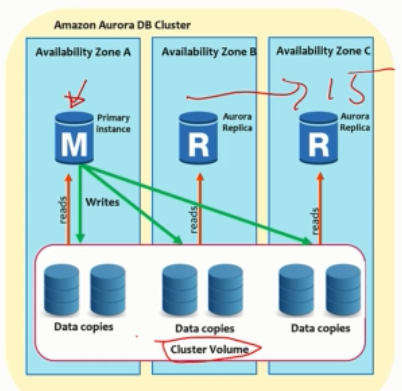 Amazon Aurora DB Cluster
Availability Zone A
Availability Zone B
Availability Zone C
15
Primary
instance
M
Aurora
Replica
R
Aurora
Replica
R
reads
Writes
reads
reads
Data copies
Data copies
Data copies
Cluster Volume